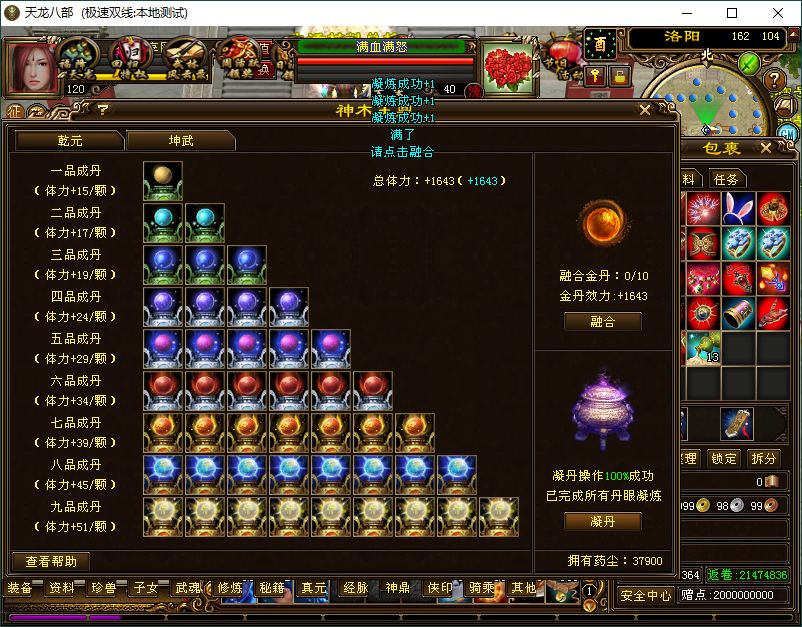 天龙八部 (极速双线:本地测试)
满血满怒
洛阳 162 104
120
40
北
酉
凝炼成功+1
凝炼成功+1
凝炼成功+1
满了
请点击融合
包裹
乾元
坤武
料
任务
一品成丹
(体力+15/颗)
总体力:+1643(+1643)
二品成丹
(体力+17/颗)
三品成丹
(体力+19/颗)
四品成丹
(体力+24/颗)
五品成丹
(体力+29/颗)
六品成丹
(体力+34/颗)
七品成丹
(体力+39/颗)
八品成丹
(体力+45/颗)
九品成丹
(体力+51/颗)
融合金丹:0/10
金丹效力:+1643
融合
凝丹操作100%成功
已完成所有丹眼凝炼
凝丹
查看帮助
拥有药尘:37900
13
锁定
拆分
0
99
98
99
364
返卷:21474836
安全中心
赠点:2000000000
装备
资料
珍兽
子女
武魂
修炼
秘籍
真元
经脉
神鼎
侠印
骑乘
其他
1